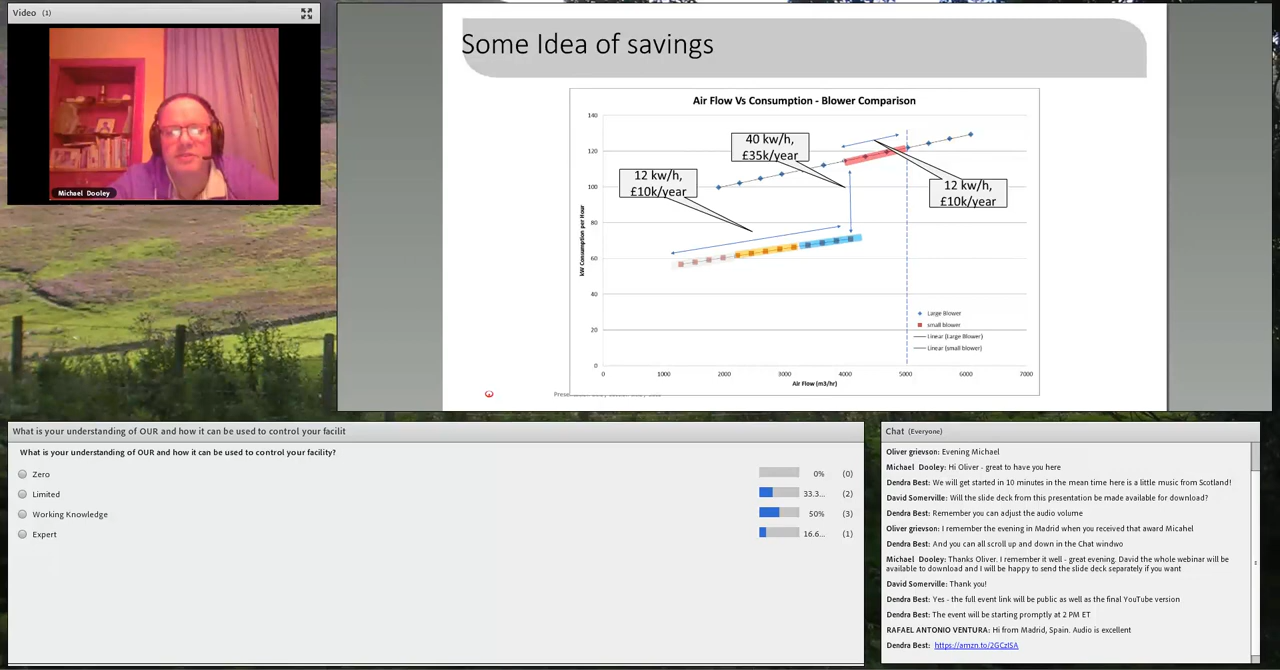 Video (1)
Michael Dooley
Some Idea of savings
Air Flow Vs Consumption - Blower Comparison
kW Consumption per Hour
140
120
100
80
60
40
20
0
40 kw/h,
£35k/year
12 kw/h,
£10k/year
12 kw/h,
£10k/year
Large Blower
small blower
Linear (Large Blower)
Linear (small blower)
0 1000 2000 3000 4000 5000 6000 7000
Air Flow (m3/hr)
What is your understanding of OUR and how it can be used to control your facilit
What is your understanding of OUR and how it can be used to control your facility?
Zero 0% (0)
Limited 33.3... (2)
Working Knowledge 50% (3)
Expert 16.6... (1)
Chat (Everyone)
Oliver grievson: Evening Michael
Michael Dooley: Hi Oliver - great to have you here
Dendra Best: We will get started in 10 minutes in the mean time here is a little music from Scotland!
David Somerville: Will the slide deck from this presentation be made available for download?
Dendra Best: Remember you can adjust the audio volume
Oliver grievson: I remember the evening in Madrid when you received that award Micahel
Dendra Best: And you can all scroll up and down in the Chat windwo
Michael Dooley: Thanks Oliver. I remember it well - great evening. David the whole webinar will be
available to download and I will be happy to send the slide deck separately if you want
David Somerville: Thank you!
Dendra Best: Yes - the full event link will be public as well as the final YouTube version
Dendra Best: The event will be starting promptly at 2 PM ET
RAFAEL ANTONIO VENTURA: Hi from Madrid, Spain. Audio is excellent
Dendra Best: https://amzn.to/2GCzISA